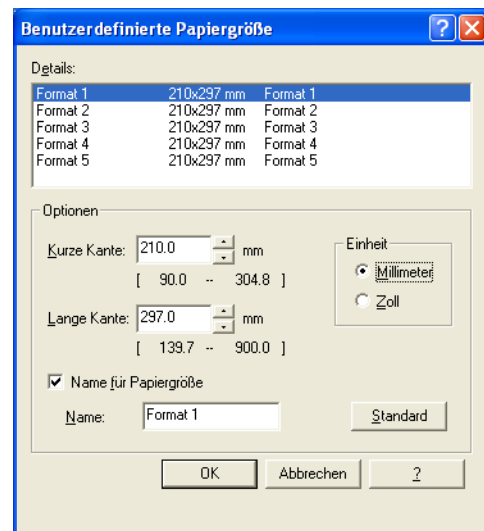 Benutzerdefinierte Papiergröße
Details:
Format 1 210x297 mm Format 1
Format 2 210x297 mm Format 2
Format 3 210x297 mm Format 3
Format 4 210x297 mm Format 4
Format 5 210x297 mm Format 5
Optionen
Kurze Kante: 210.0 mm
[ 90.0 -- 304.8 ]
Lange Kante: 297.0 mm
[ 139.7 -- 900.0 ]
Einheit
Millimeter
Zoll
Name für Papiergröße
Name: Format 1
Standard
OK Abbrechen ?